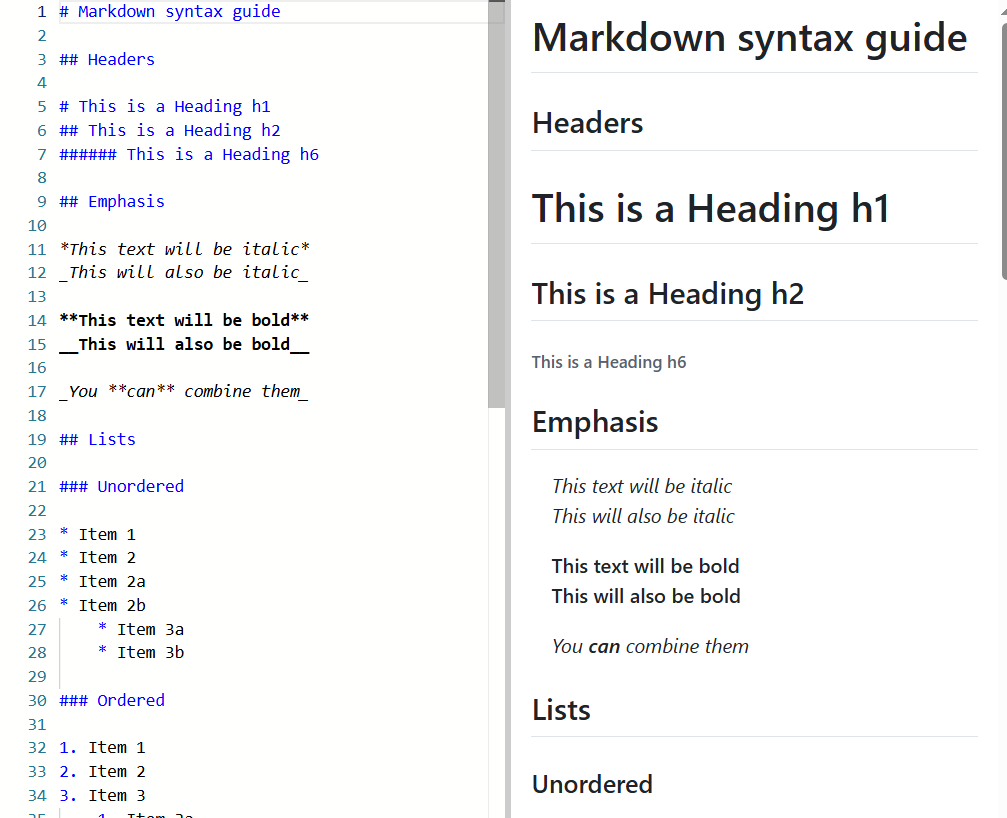 1 # Markdown syntax guide
2
3 ## Headers
4
5 # This is a Heading h1
6 ## This is a Heading h2
7 ###### This is a Heading h6
8
9 ## Emphasis
10
11 *This text will be italic*
12 _This will also be italic_
13
14 **This text will be bold**
15 __This will also be bold__
16
17 _You **can** combine them_
18
19 ## Lists
20
21 ### Unordered
22
23 * Item 1
24 * Item 2
25 * Item 2a
26 * Item 2b
27     * Item 3a
28     * Item 3b
29
30 ### Ordered
31
32 1. Item 1
33 2. Item 2
34 3. Item 3
35     1. Item 3a
Markdown syntax guide
Headers
This is a Heading h1
This is a Heading h2
This is a Heading h6
Emphasis
This text will be italic
This will also be italic
This text will be bold
This will also be bold
You can combine them
Lists
Unordered